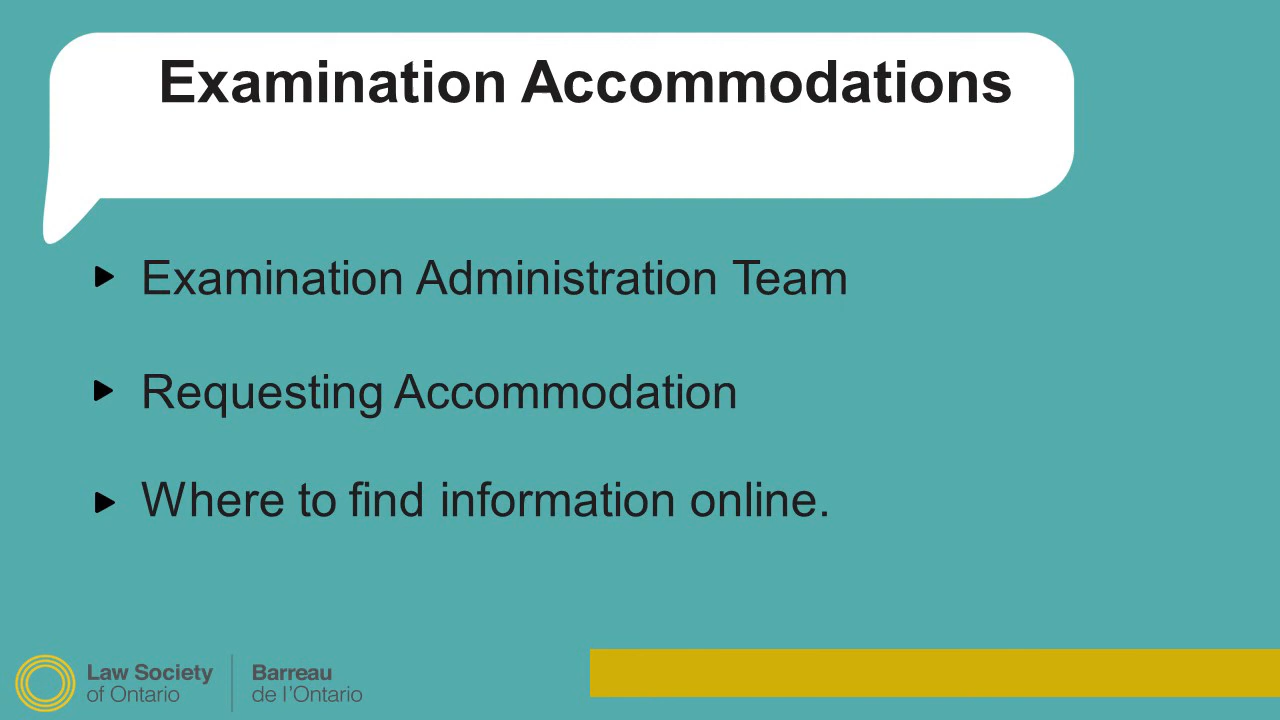 Examination Accommodations
Examination Administration Team
Requesting Accommodation
Where to find information online.
Law Society
of Ontario
Barreau
de l'Ontario